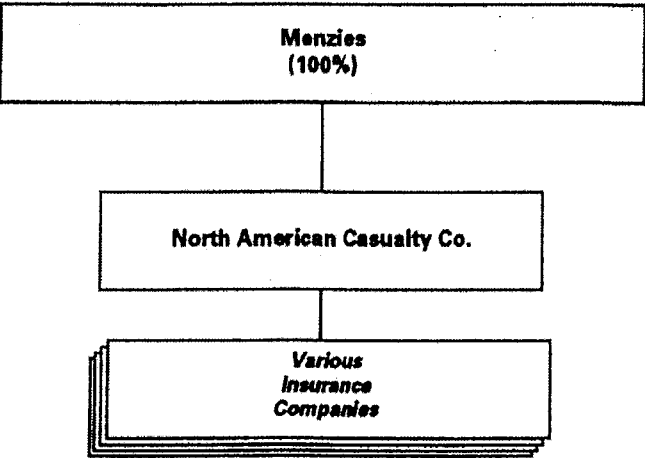 Menzies
(100%)
North American Casualty Co.
Various
Insurance
Companies